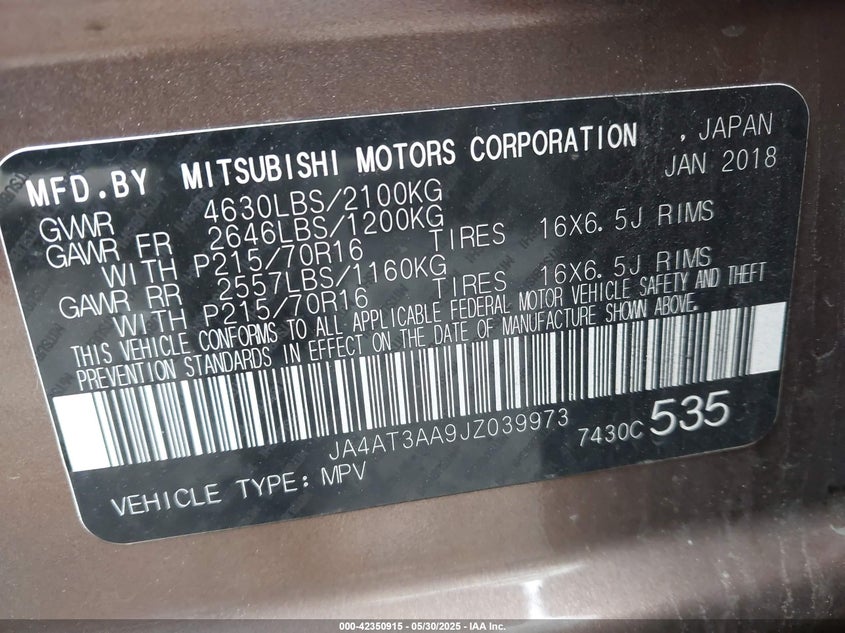 MFD.BY MITSUBISHI MOTORS CORPORATION , JAPAN
JAN 2018
GVWR 4630LBS/2100KG
GAWR FR 2646LBS/1200KG
WITH P215/70R16 TIRES 16X6.5J RIMS
GAWR RR 2557LBS/1160KG
WITH P215/70R16 TIRES 16X6.5J RIMS
THIS VEHICLE CONFORMS TO ALL APPLICABLE FEDERAL MOTOR VEHICLE SAFETY AND THEFT
PREVENTION STANDARDS IN EFFECT ON THE DATE OF MANUFACTURE SHOWN ABOVE.
JA4AT3AA9JZ039973 7430C 535
VEHICLE TYPE: MPV
000-42350915 - 05/30/2025 - IAA Inc.